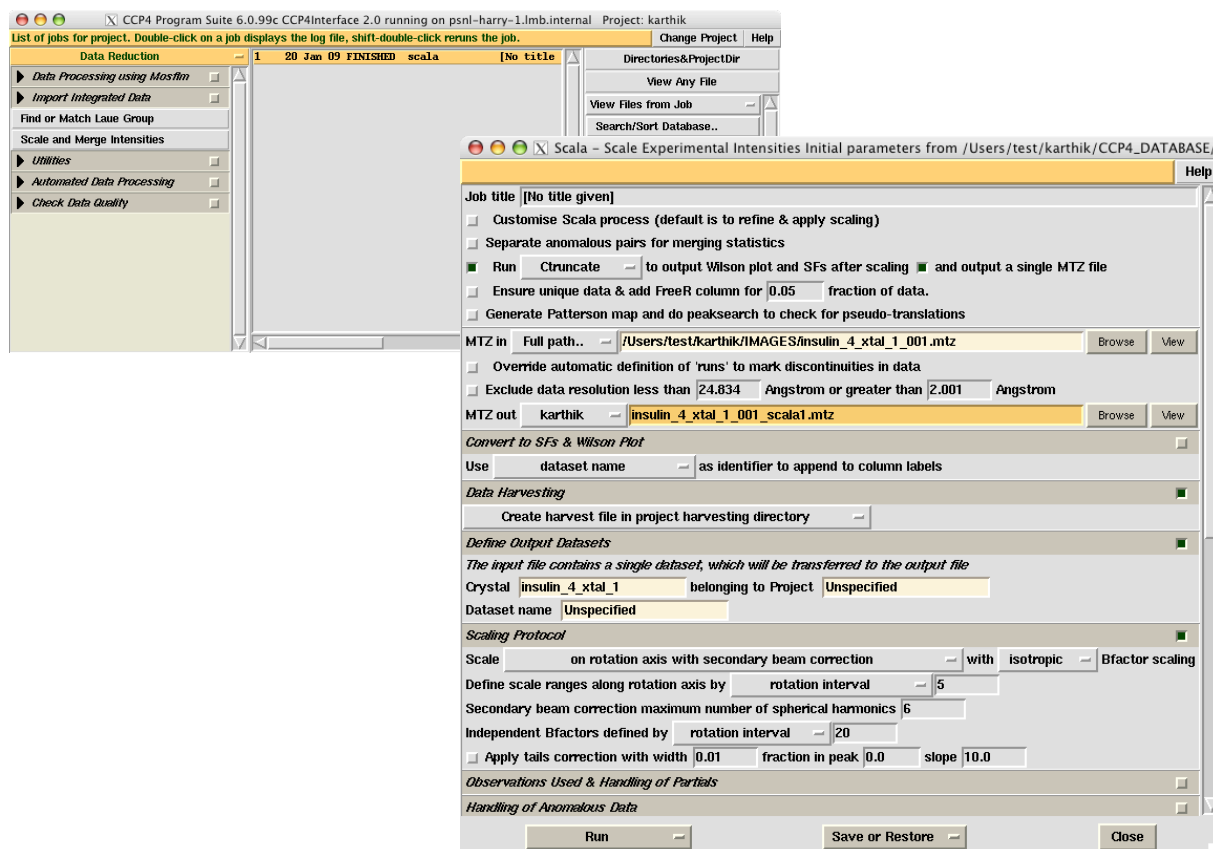 CCP4 Program Suite 6.0.99c CCP4Interface 2.0 running on psnl-harry-1.lmb.internal Project: karthik
List of jobs for project. Double-click on a job displays the log file, shift-double-click reruns the job. Change Project Help
Data Reduction
Data Processing using Mosflm
Import Integrated Data
Find or Match Laue Group
Scale and Merge Intensities
Utilities
Automated Data Processing
Check Data Quality
1 20 Jan 09 FINISHED scala [No title
Directories&ProjectDir
View Any File
View Files from Job
Search/Sort Database..
Scala - Scale Experimental Intensities Initial parameters from /Users/test/karthik/CCP4_DATABASE/
Help
Job title [No title given]
Customise Scala process (default is to refine & apply scaling)
Separate anomalous pairs for merging statistics
Run Ctruncate to output Wilson plot and SFs after scaling and output a single MTZ file
Ensure unique data & add FreeR column for 0.05 fraction of data.
Generate Patterson map and do peaksearch to check for pseudo-translations
MTZ in Full path.. /Users/test/karthik/IMAGES/insulin_4_xtal_1_001.mtz Browse View
Override automatic definition of 'runs' to mark discontinuities in data
Exclude data resolution less than 24.834 Angstrom or greater than 2.001 Angstrom
MTZ out karthik insulin_4_xtal_1_001_scala1.mtz Browse View
Convert to SFs & Wilson Plot
Use dataset name as identifier to append to column labels
Data Harvesting
Create harvest file in project harvesting directory
Define Output Datasets
The input file contains a single dataset, which will be transferred to the output file
Crystal insulin_4_xtal_1 belonging to Project Unspecified
Dataset name Unspecified
Scaling Protocol
Scale on rotation axis with secondary beam correction with isotropic Bfactor scaling
Define scale ranges along rotation axis by rotation interval 5
Secondary beam correction maximum number of spherical harmonics 6
Independent Bfactors defined by rotation interval 20
Apply tails correction with width 0.01 fraction in peak 0.0 slope 10.0
Observations Used & Handling of Partials
Handling of Anomalous Data
Run Save or Restore Close